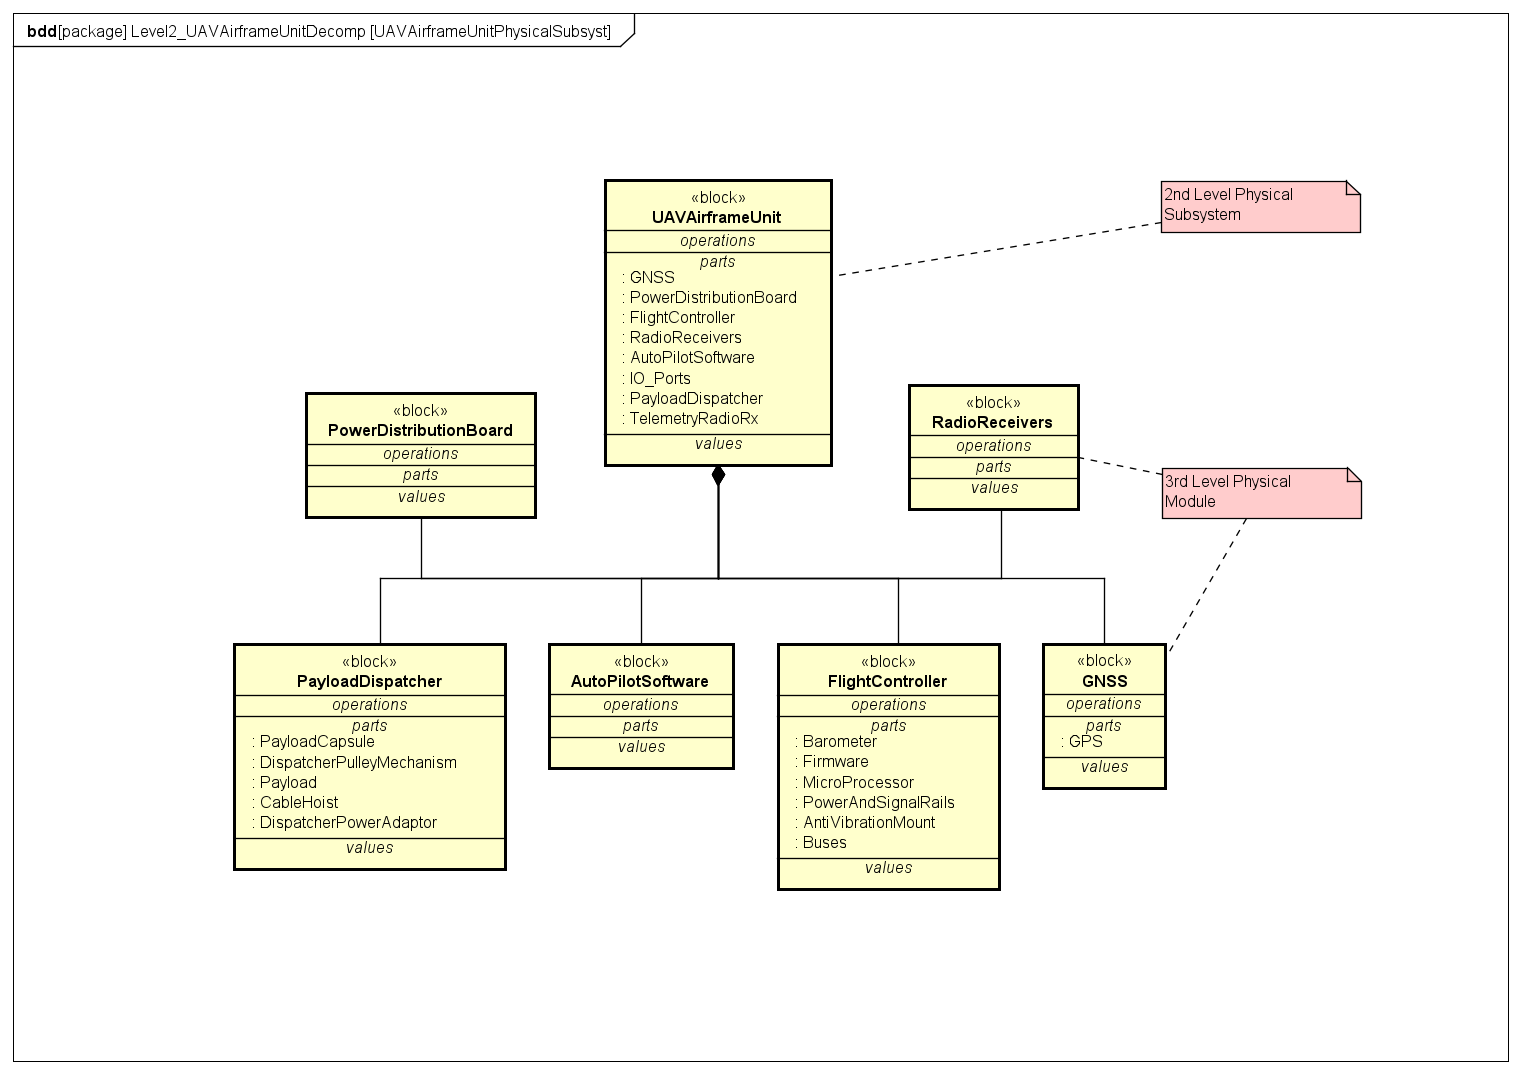 bdd[package] Level2_UAVAirframeUnitDecomp [UAVAirframeUnitPhysicalSubsyst]
«block»
UAVAirframeUnit
operations
parts
: GNSS
: PowerDistributionBoard
: FlightController
: RadioReceivers
: AutoPilotSoftware
: IO_Ports
: PayloadDispatcher
: TelemetryRadioRx
values
2nd Level Physical
Subsystem
«block»
PowerDistributionBoard
operations
parts
values
«block»
RadioReceivers
operations
parts
values
3rd Level Physical
Module
«block»
PayloadDispatcher
operations
parts
: PayloadCapsule
: DispatcherPulleyMechanism
: Payload
: CableHoist
: DispatcherPowerAdaptor
values
«block»
AutoPilotSoftware
operations
parts
values
«block»
FlightController
operations
parts
: Barometer
: Firmware
: MicroProcessor
: PowerAndSignalRails
: AntiVibrationMount
: Buses
values
«block»
GNSS
operations
parts
: GPS
values